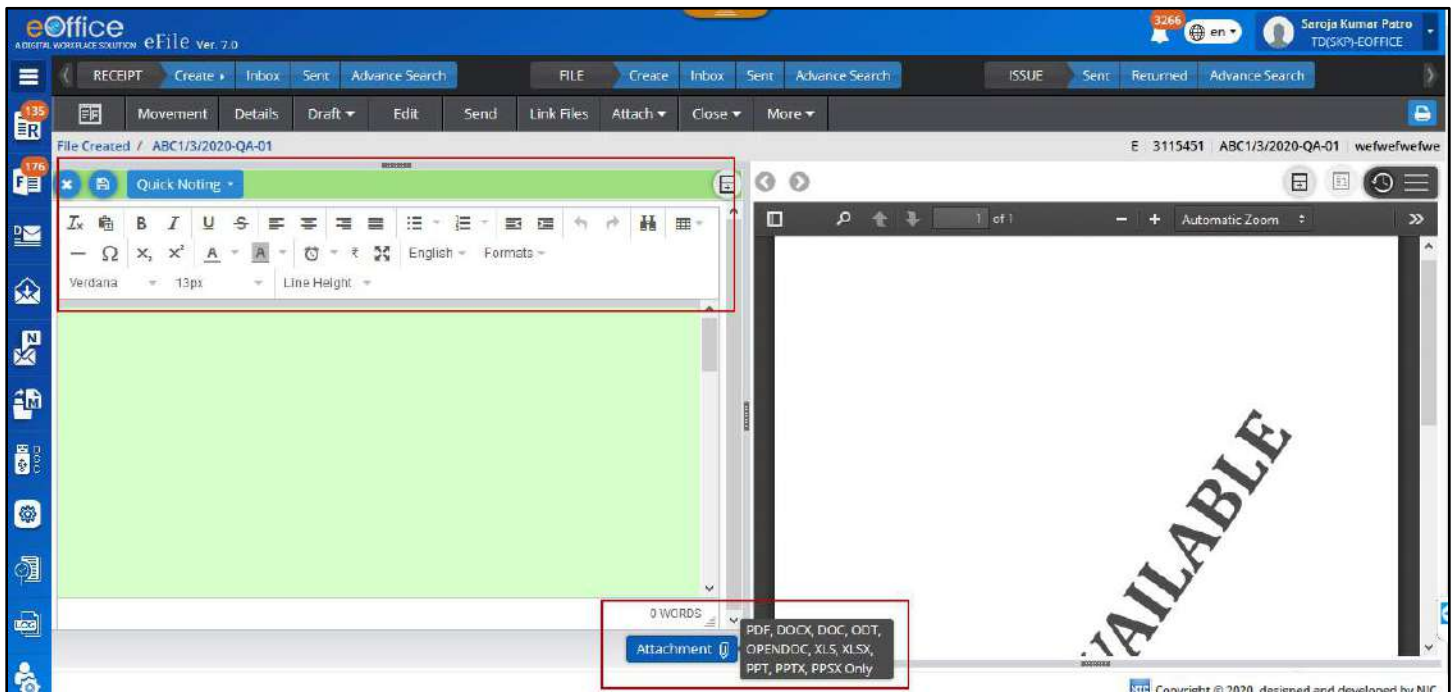 eOffice
A DIGITAL WORKPLACE SOLUTION eFile Ver. 7.0
3266 en Saroja Kumar Patro
TD(SKP)-EOFFICE
RECEIPT Create Inbox Sent Advance Search FILE Create Inbox Sent Advance Search ISSUE Sent Returned Advance Search
135 R
Movement Details Draft Edit Send Link Files Attach Close More
File Created / ABC1/3/2020-QA-01 E 3115451 ABC1/3/2020-QA-01 wefwefwefwe
176 F
Quick Noting
B I U S
1 of 1 Automatic Zoom
English Formats
Verdana 13px Line Height
D
N
M
DSC
LOG
VAILABLE
0 WORDS
Attachment
PDF, DOCX, DOC, ODT,
OPENDOC, XLS, XLSX,
PPT, PPTX, PPSX Only
NIC Copyright © 2020, designed and developed by NIC